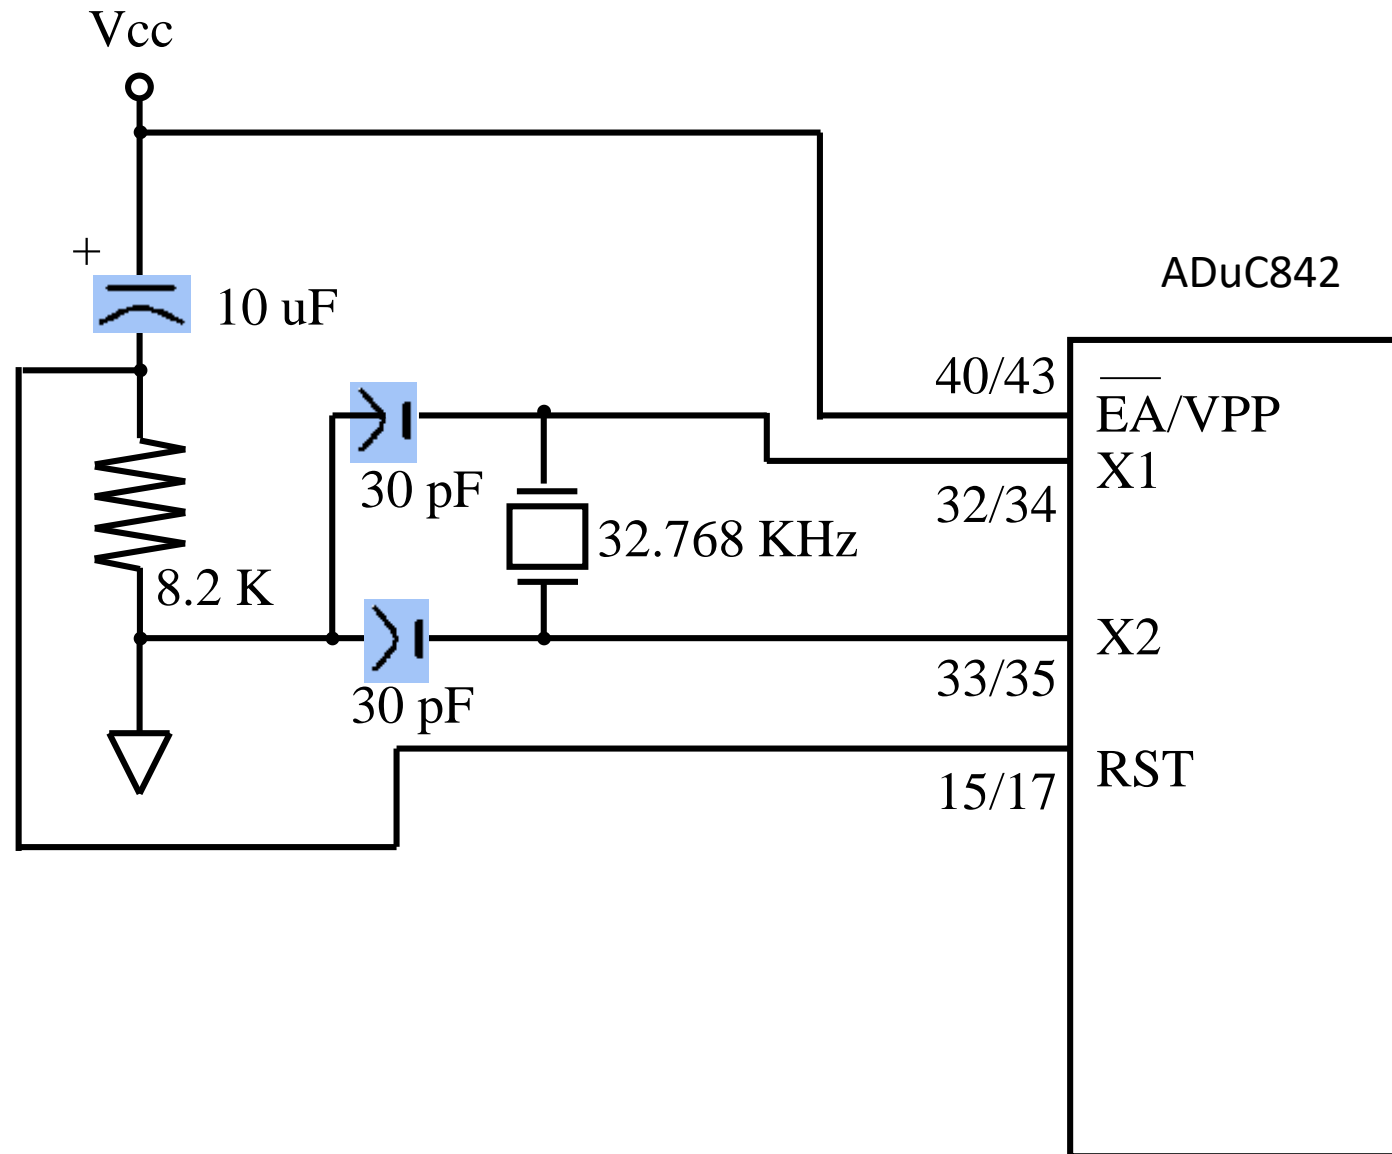 Vcc
+
10 uF
8.2 K
30 pF
32.768 KHz
30 pF
ADuC842
40/43
EA/VPP
X1
32/34
X2
33/35
RST
15/17